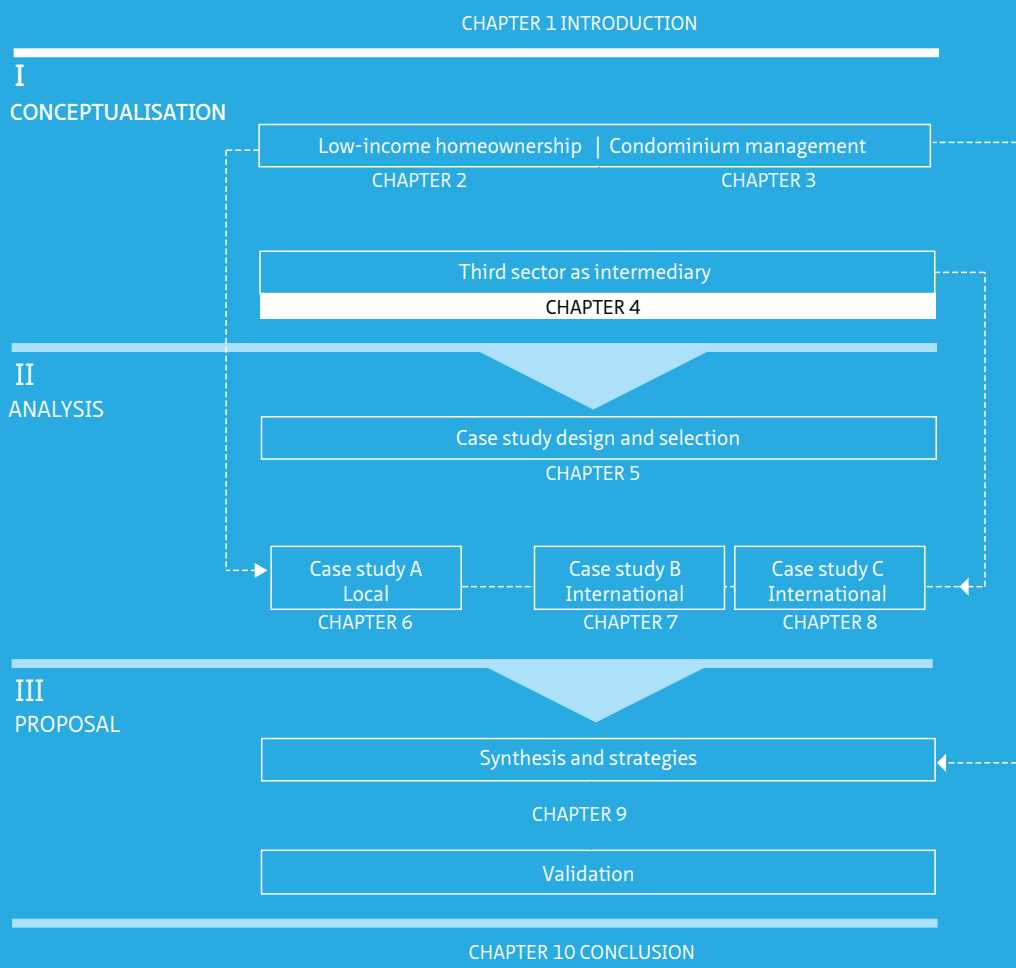 CHAPTER 1 INTRODUCTION
I
CONCEPTUALISATION
Low-income homeownership | Condominium management
CHAPTER 2 CHAPTER 3
Third sector as intermediary
CHAPTER 4
II
ANALYSIS
Case study design and selection
CHAPTER 5
Case study A
Local
CHAPTER 6
Case study B
International
CHAPTER 7
Case study C
International
CHAPTER 8
III
PROPOSAL
Synthesis and strategies
CHAPTER 9
Validation
CHAPTER 10 CONCLUSION